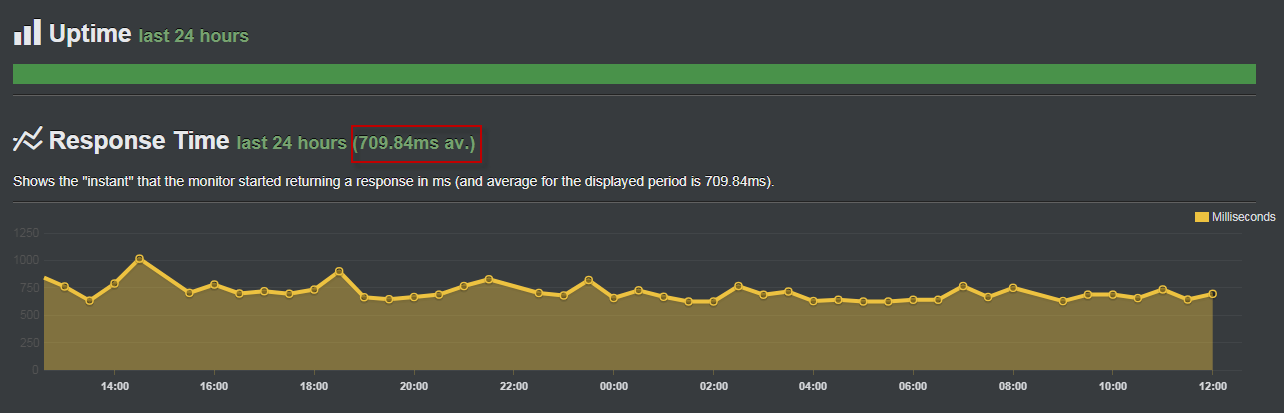 Uptime last 24 hours
Response Time last 24 hours (709.84ms av.)
Shows the "instant" that the monitor started returning a response in ms (and average for the displayed period is 709.84ms).
Milliseconds
1250
1000
750
500
250
0
14:00 16:00 18:00 20:00 22:00 00:00 02:00 04:00 06:00 08:00 10:00 12:00